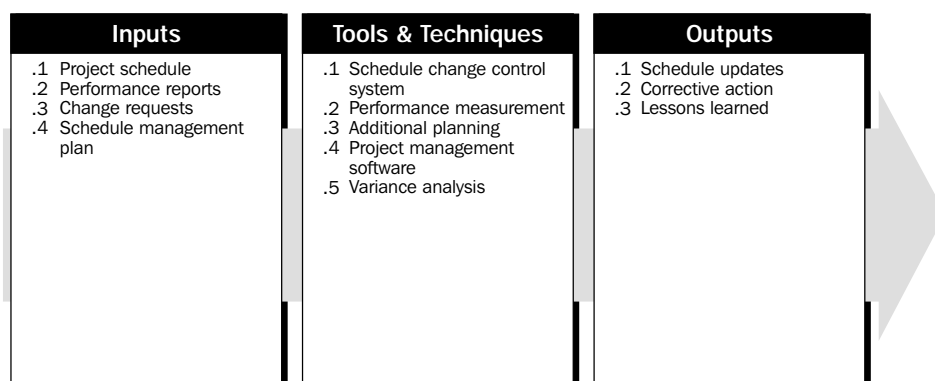 Inputs
.1 Project schedule
.2 Performance reports
.3 Change requests
.4 Schedule management
plan
Tools & Techniques
.1 Schedule change control
system
.2 Performance measurement
.3 Additional planning
.4 Project management
software
.5 Variance analysis
Outputs
.1 Schedule updates
.2 Corrective action
.3 Lessons learned